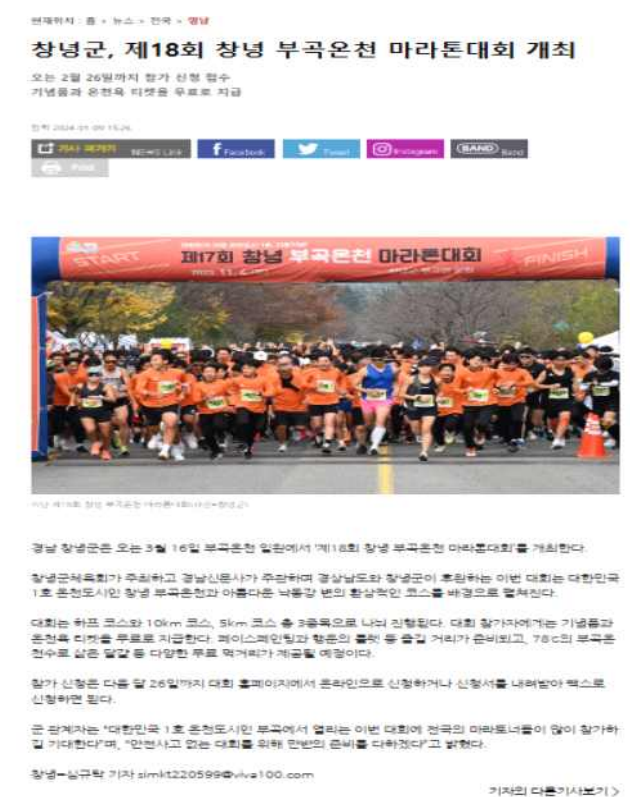 현재위치 : 홈 > 뉴스 > 전국 > 영남
창녕군, 제18회 창녕 부곡온천 마라톤대회 개최
오는 2월 26일까지 참가 신청 접수
기념품과 온천욕 티켓을 무료로 지급
입력 2024-01-09 15:26
기사 퍼가기 NEWS Link Facebook Tweet Instagram BAND Band
Print
START 제17회 창녕 부곡온천 마라톤대회 FINISH
경남 창녕군은 오는 3월 16일 부곡온천 일원에서 '제18회 창녕 부곡온천 마라톤대회'를 개최한다.
창녕군체육회가 주최하고 경남신문사가 주관하며 경상남도와 창녕군이 후원하는 이번 대회는 대한민국
1호 온천도시인 창녕 부곡온천과 아름다운 낙동강 변의 환상적인 코스를 배경으로 펼쳐진다.
대회는 하프 코스와 10km 코스, 5km 코스 총 3종목으로 나눠 진행된다. 대회 참가자에게는 기념품과
온천욕 티켓을 무료로 지급한다. 페이스페인팅과 행운의 룰렛 등 즐길 거리가 준비되고, 78℃의 부곡온
천수로 삶은 달걀 등 다양한 무료 먹거리가 제공될 예정이다.
참가 신청은 다음 달 26일까지 대회 홈페이지에서 온라인으로 신청하거나 신청서를 내려받아 팩스로
신청하면 된다.
군 관계자는 "대한민국 1호 온천도시인 부곡에서 열리는 이번 대회에 전국의 마라토너들이 많이 참가하
길 기대한다"며, "안전사고 없는 대회를 위해 만반의 준비를 다하겠다"고 밝혔다.
창녕=심규탁 기자 simkt220599@viva100.com
기자의 다른기사보기 >